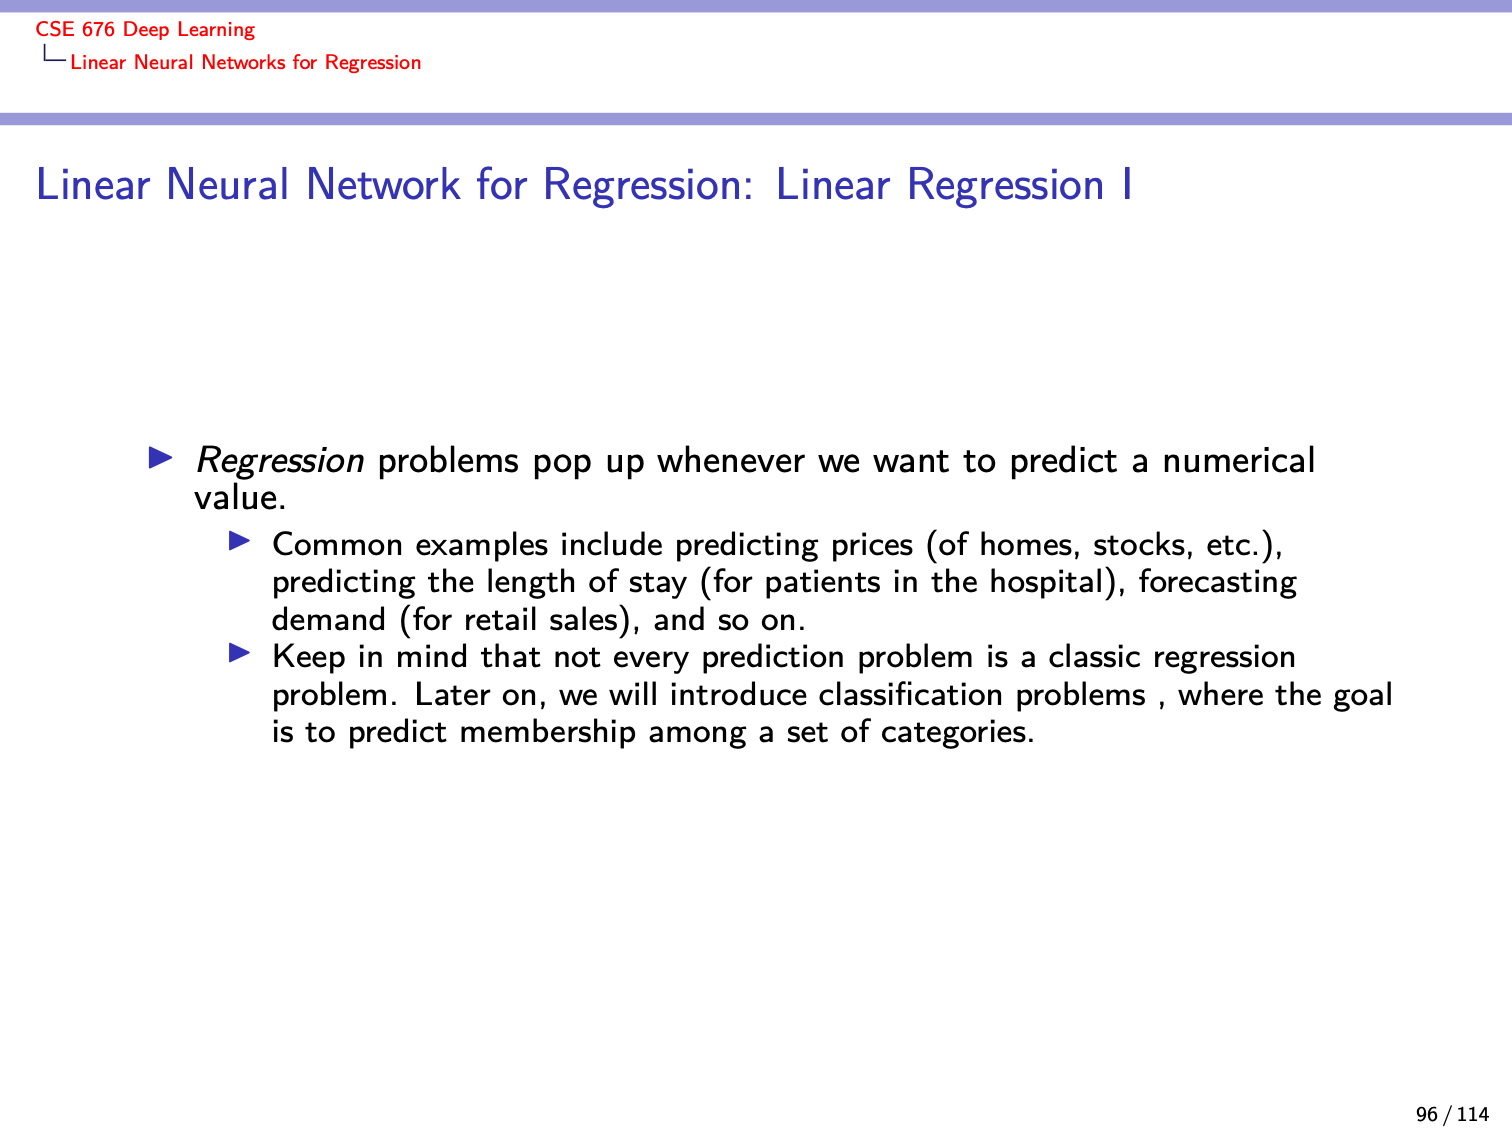 CSE 676 Deep Learning
Linear Neural Networks for Regression
Linear Neural Network for Regression: Linear Regression I
Regression problems pop up whenever we want to predict a numerical
value.
Common examples include predicting prices (of homes, stocks, etc.),
predicting the length of stay (for patients in the hospital), forecasting
demand (for retail sales), and so on.
Keep in mind that not every prediction problem is a classic regression
problem. Later on, we will introduce classification problems , where the goal
is to predict membership among a set of categories.
96 / 114